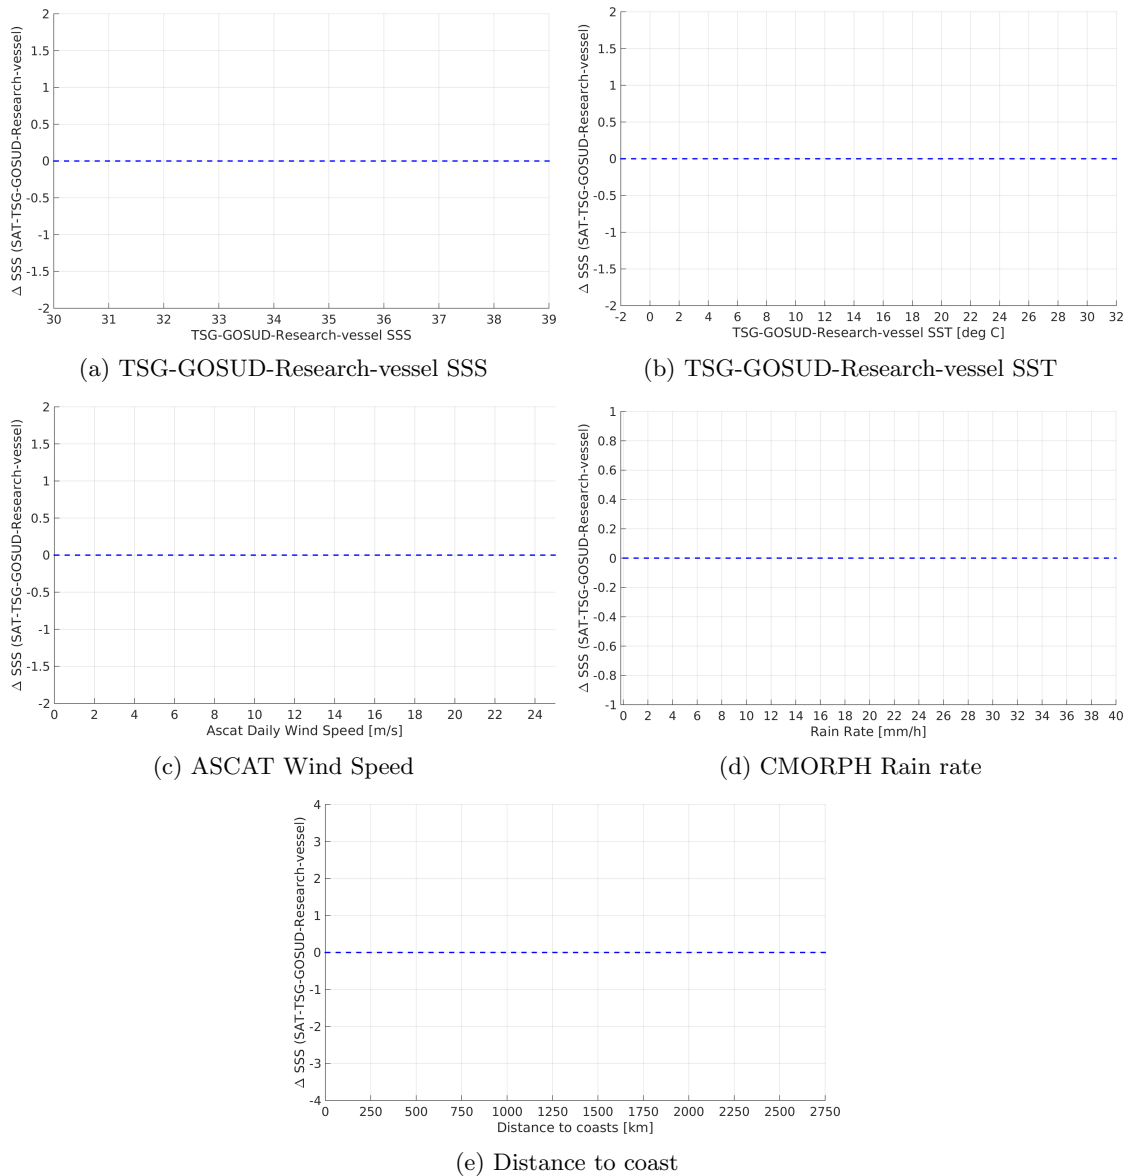 Δ SSS (SAT-TSG-GOSUD-Research-vessel)
2
1.5
1
0.5
0
-0.5
-1
-1.5
-2
30 31 32 33 34 35 36 37 38 39
TSG-GOSUD-Research-vessel SSS
(a) TSG-GOSUD-Research-vessel SSS
Δ SSS (SAT-TSG-GOSUD-Research-vessel)
2
1.5
1
0.5
0
-0.5
-1
-1.5
-2
-2 0 2 4 6 8 10 12 14 16 18 20 22 24 26 28 30 32
TSG-GOSUD-Research-vessel SST [deg C]
(b) TSG-GOSUD-Research-vessel SST
Δ SSS (SAT-TSG-GOSUD-Research-vessel)
2
1.5
1
0.5
0
-0.5
-1
-1.5
-2
0 2 4 6 8 10 12 14 16 18 20 22 24
Ascat Daily Wind Speed [m/s]
(c) ASCAT Wind Speed
Δ SSS (SAT-TSG-GOSUD-Research-vessel)
1
0.8
0.6
0.4
0.2
0
-0.2
-0.4
-0.6
-0.8
-1
0 2 4 6 8 10 12 14 16 18 20 22 24 26 28 30 32 34 36 38 40
Rain Rate [mm/h]
(d) CMORPH Rain rate
Δ SSS (SAT-TSG-GOSUD-Research-vessel)
4
3
2
1
0
-1
-2
-3
-4
0 250 500 750 1000 1250 1500 1750 2000 2250 2500 2750
Distance to coasts [km]
(e) Distance to coast